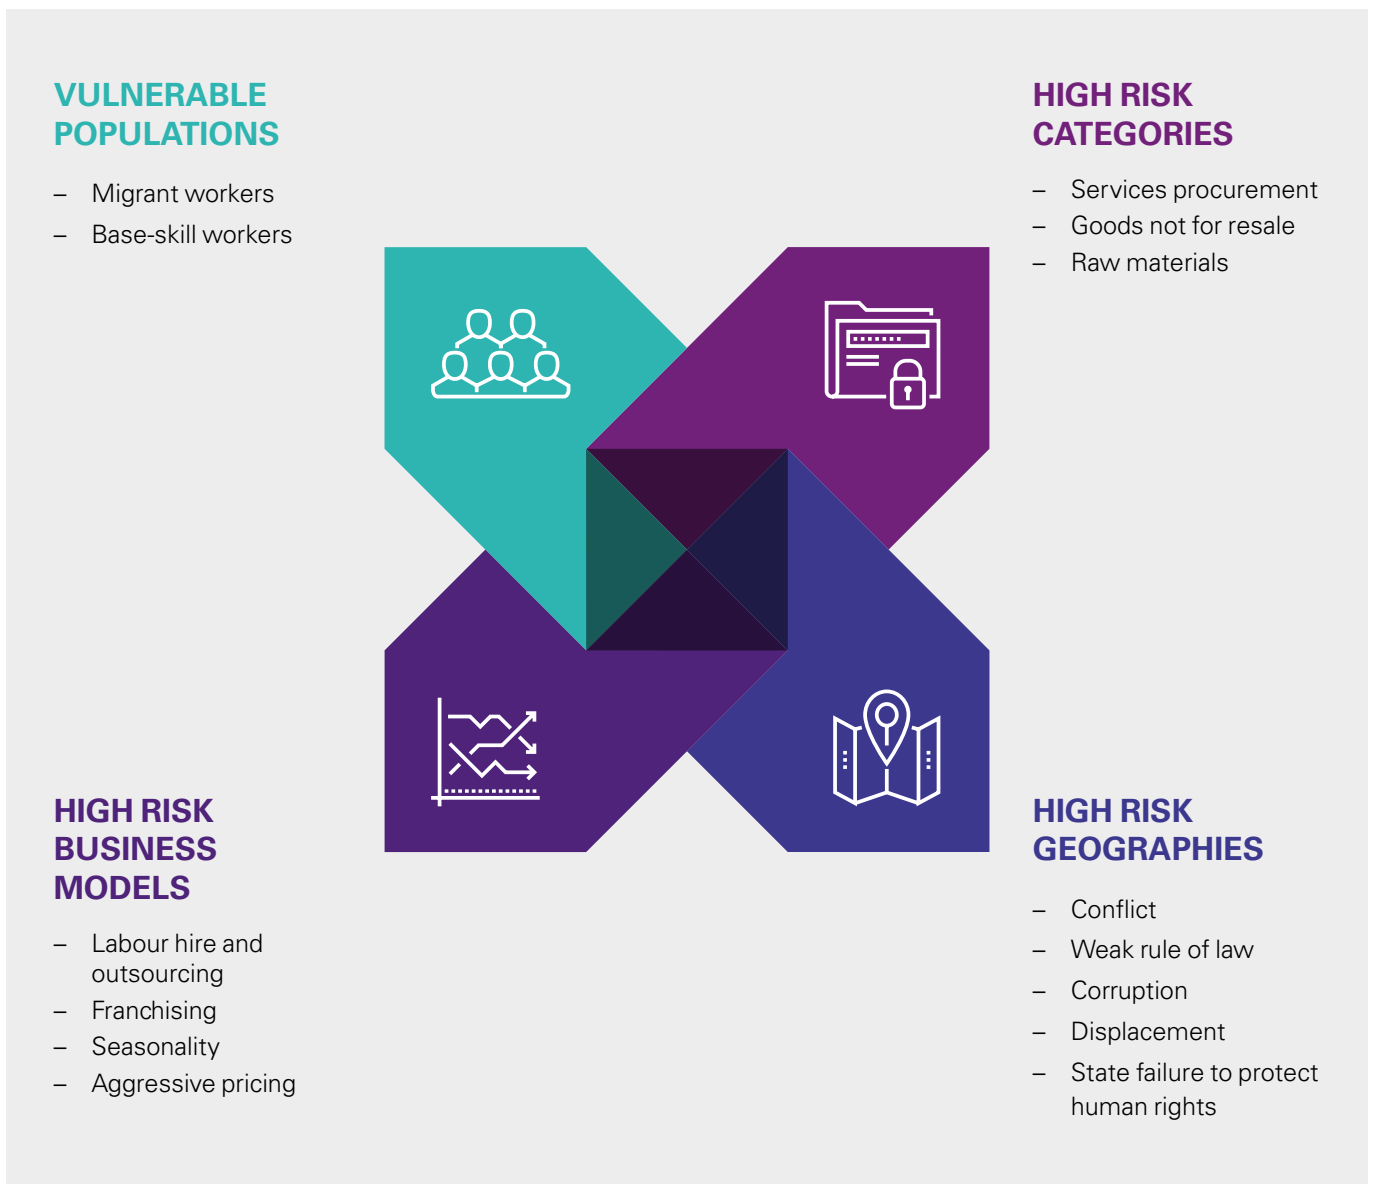 VULNERABLE
POPULATIONS
– Migrant workers
– Base-skill workers
HIGH RISK
CATEGORIES
– Services procurement
– Goods not for resale
– Raw materials
HIGH RISK
BUSINESS
MODELS
– Labour hire and
outsourcing
– Franchising
– Seasonality
– Aggressive pricing
HIGH RISK
GEOGRAPHIES
– Conflict
– Weak rule of law
– Corruption
– Displacement
– State failure to protect
human rights